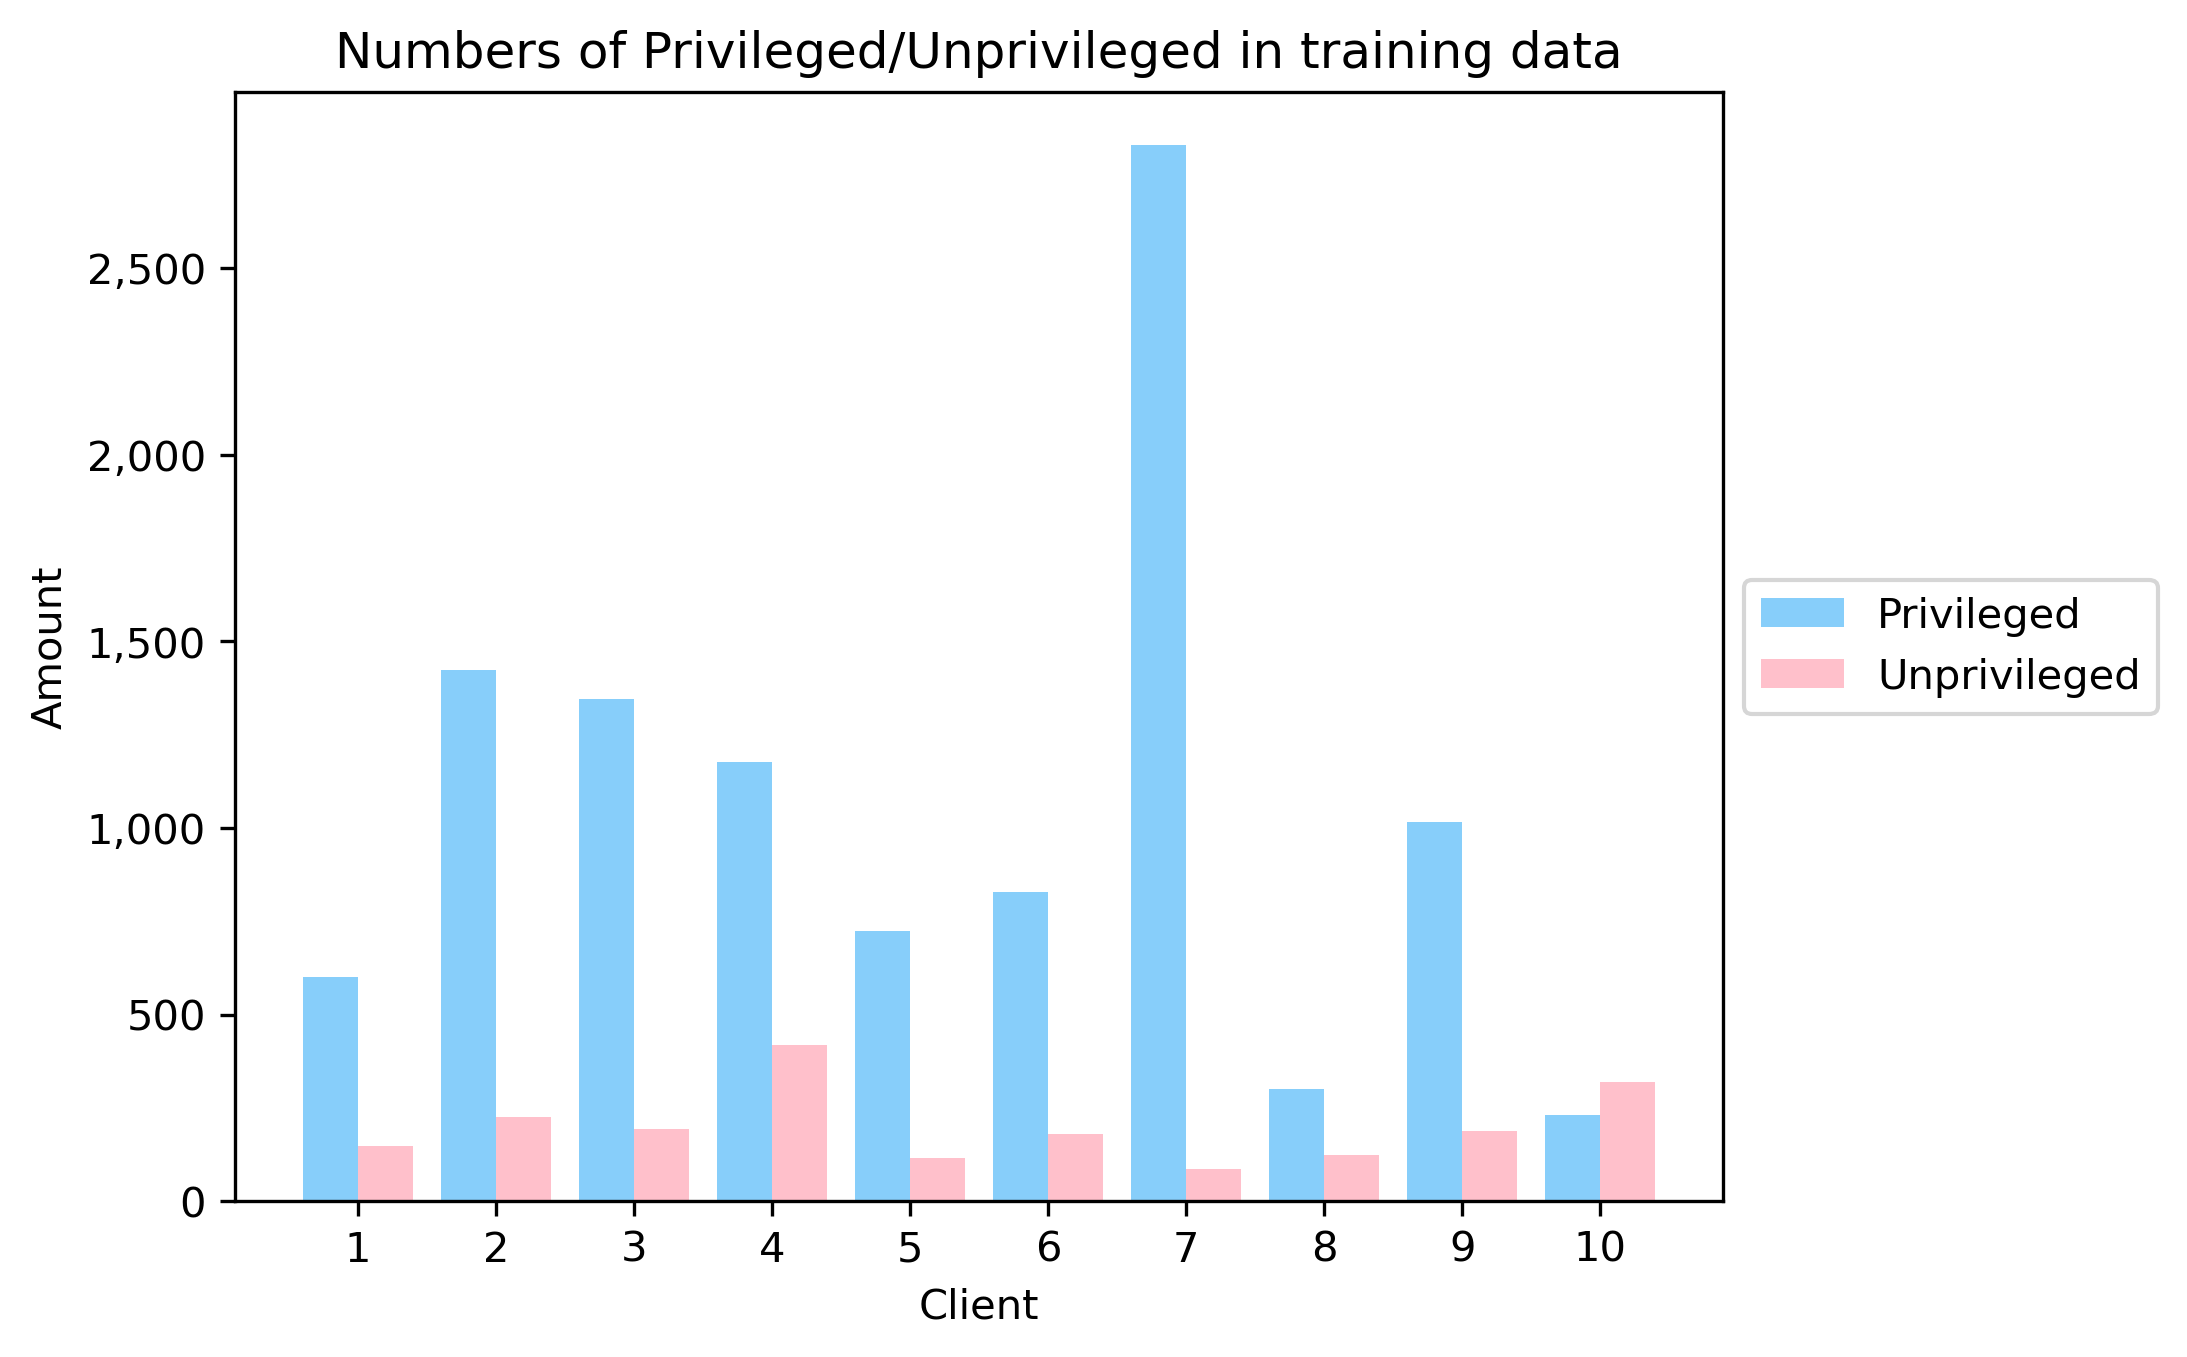 Numbers of Privileged/Unprivileged in training data
2,500
2,000
1,500
1,000
500
0
Amount
1 2 3 4 5 6 7 8 9 10
Client
Privileged
Unprivileged